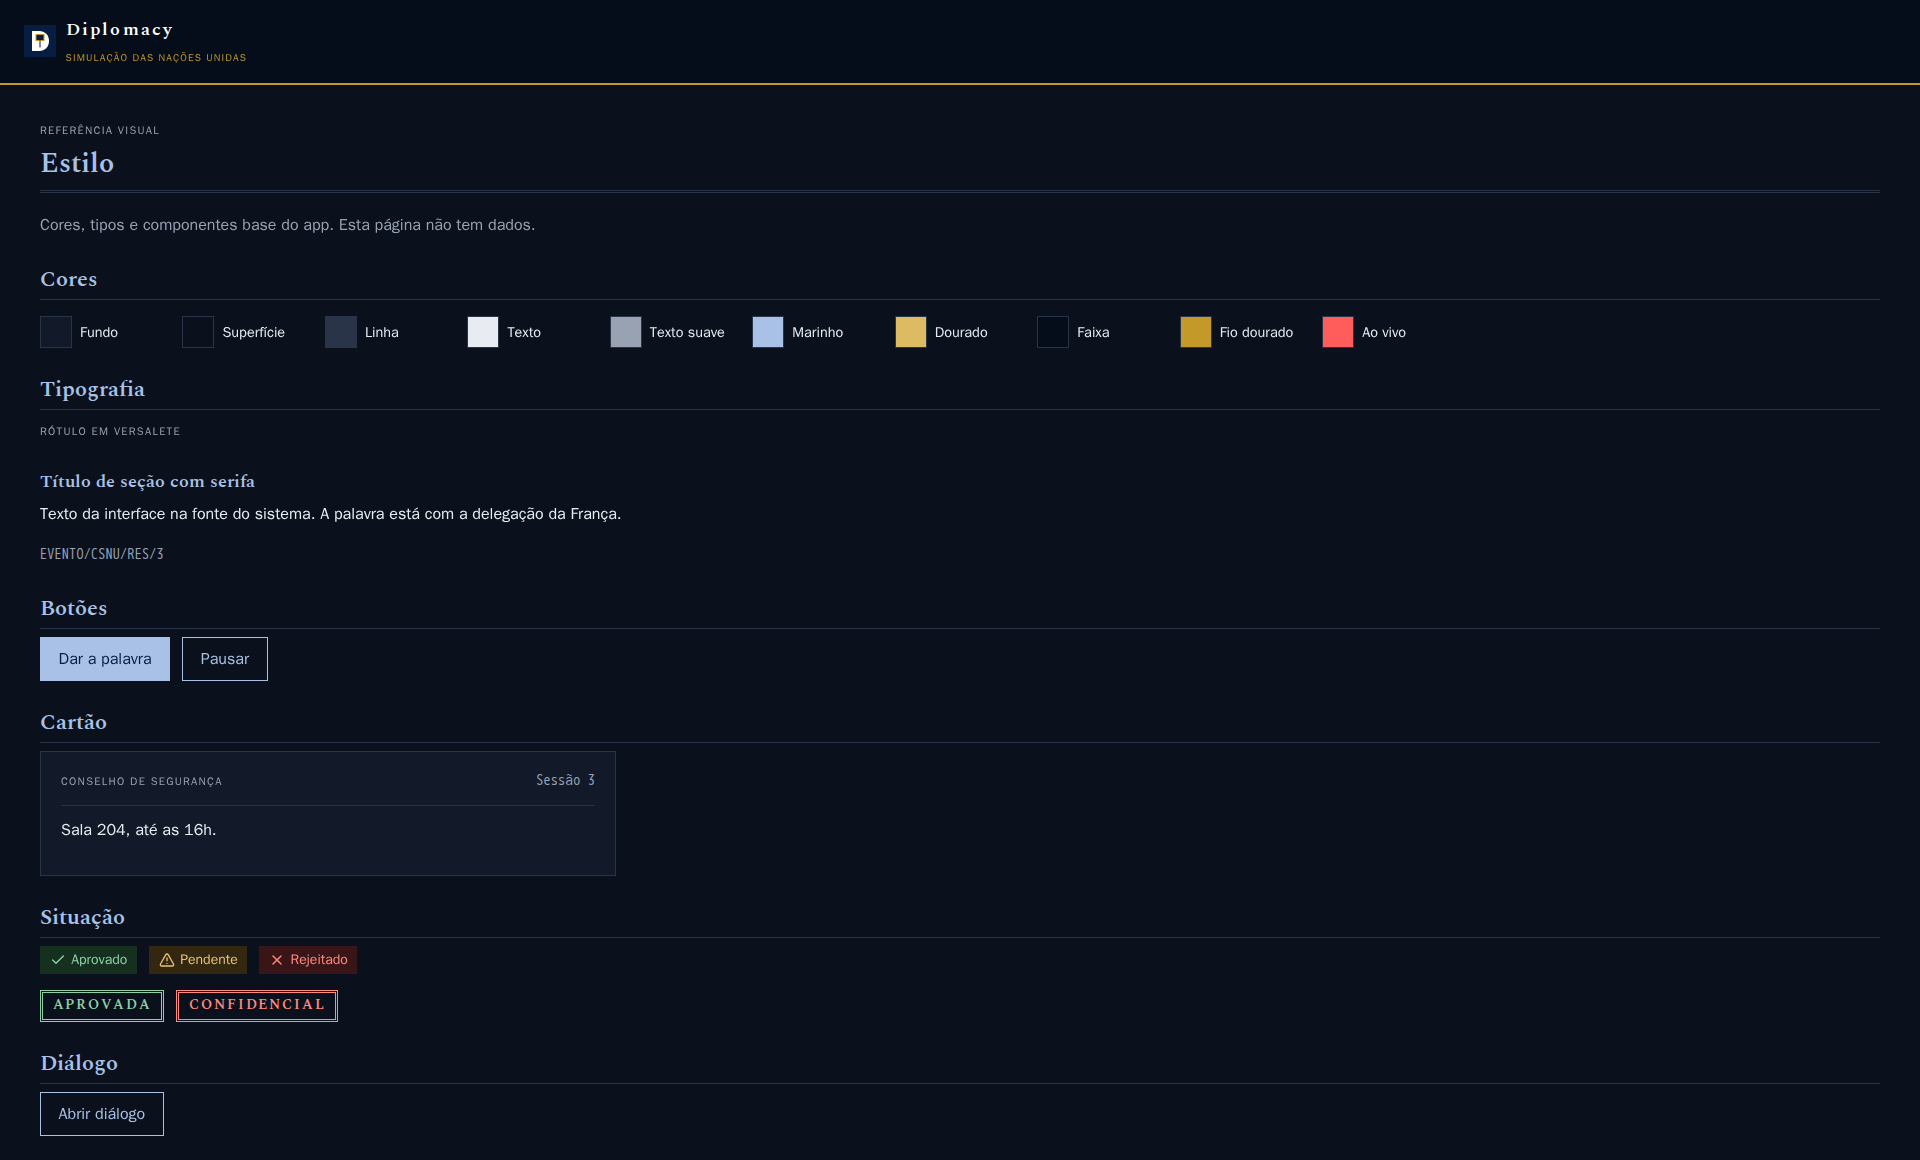 Diplomacy
SIMULAÇÃO DAS NAÇÕES UNIDAS
REFERÊNCIA VISUAL
Estilo
Cores, tipos e componentes base do app. Esta página não tem dados.
Cores
Fundo Superfície Linha Texto Texto suave Marinho Dourado Faixa Fio dourado Ao vivo
Tipografia
RÓTULO EM VERSALETE
Título de seção com serifa
Texto da interface na fonte do sistema. A palavra está com a delegação da França.
EVENTO/CSNU/RES/3
Botões
Dar a palavra Pausar
Cartão
CONSELHO DE SEGURANÇA Sessão 3
Sala 204, até as 16h.
Situação
Aprovado Pendente Rejeitado
APROVADA CONFIDENCIAL
Diálogo
Abrir diálogo